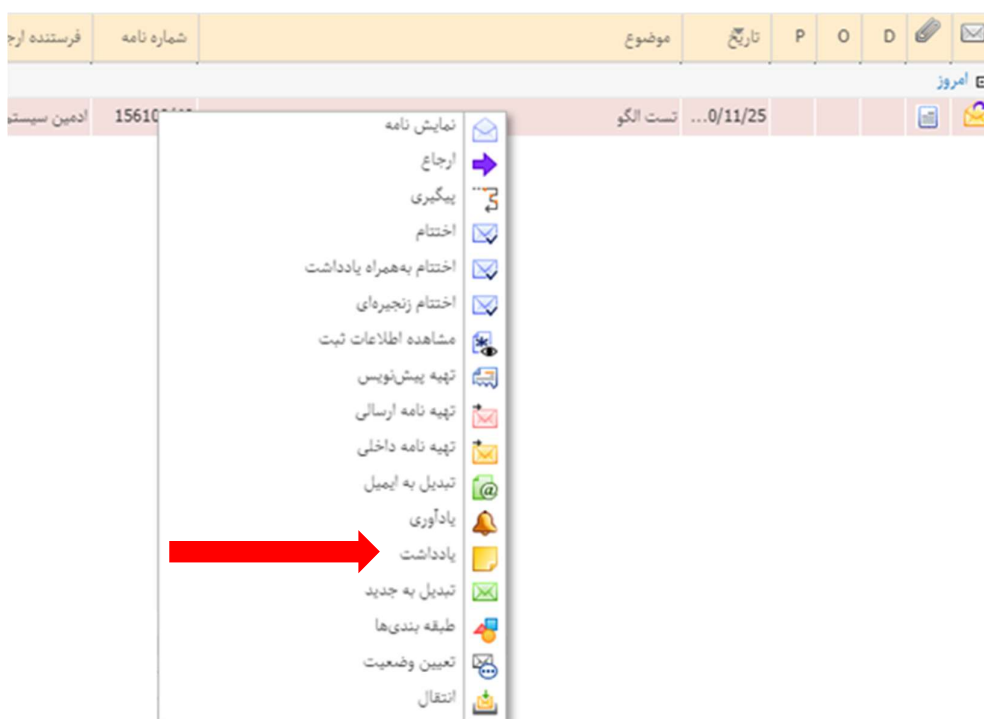 D O P تاریخ موضوع شماره نامه فرستنده
امروز
0/11/25... تست الگو ادمین
نمایش نامه
ارجاع
پیگیری
اختتام
اختتام به‌همراه یادداشت
اختتام زنجیره‌ای
مشاهده اطلاعات ثبت
تهیه پیش‌نویس
تهیه نامه ارسالی
تهیه نامه داخلی
تبدیل به ایمیل
یادآوری
یادداشت
تبدیل به جدید
طبقه بندی‌ها
تعیین وضعیت
انتقال